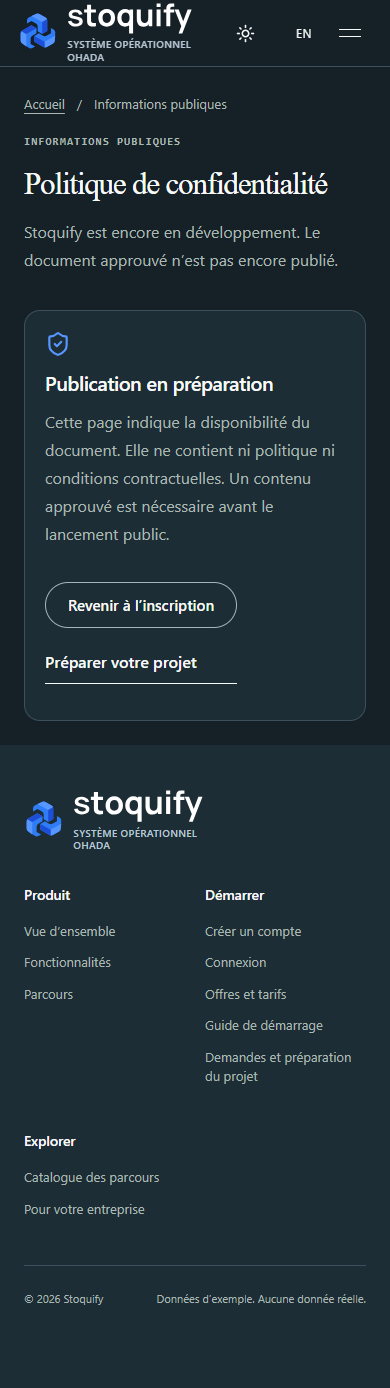 stoquify
SYSTÈME OPÉRATIONNEL
OHADA
EN
Accueil / Informations publiques
INFORMATIONS PUBLIQUES
Politique de confidentialité
Stoquify est encore en développement. Le
document approuvé n’est pas encore publié.
Publication en préparation
Cette page indique la disponibilité du
document. Elle ne contient ni politique ni
conditions contractuelles. Un contenu
approuvé est nécessaire avant le
lancement public.
Revenir à l’inscription
Préparer votre projet
stoquify
SYSTÈME OPÉRATIONNEL
OHADA
Produit
Vue d’ensemble
Fonctionnalités
Parcours
Démarrer
Créer un compte
Connexion
Offres et tarifs
Guide de démarrage
Demandes et préparation
du projet
Explorer
Catalogue des parcours
Pour votre entreprise
© 2026 Stoquify
Données d’exemple. Aucune donnée réelle.